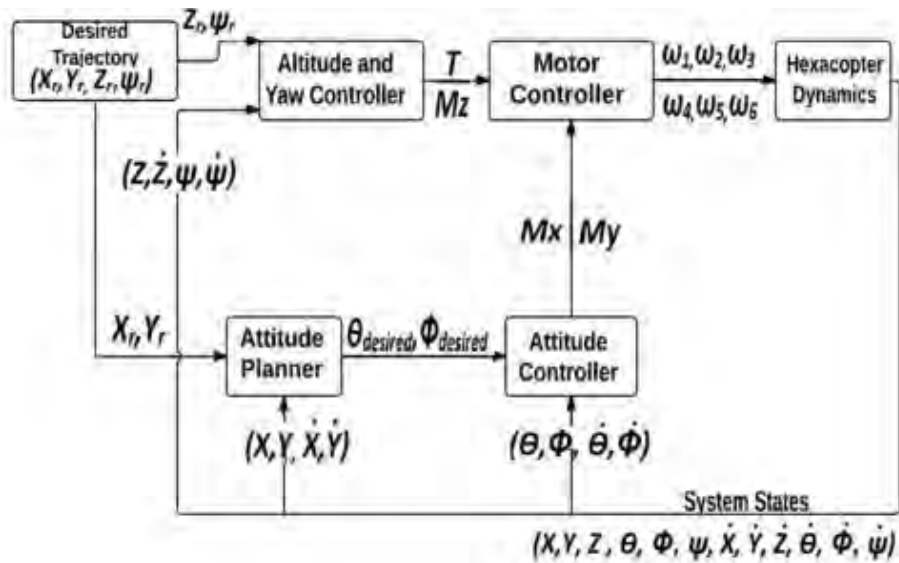 Desired
Trajectory
(Xr, Yr, Zr, ψr)
Zr, ψr
Altitude and
Yaw Controller
T
Mz
Motor
Controller
ω1, ω2, ω3
ω4, ω5, ω6
Hexacopter
Dynamics
(Z, Ż, ψ, ψ̇)
Mx My
Xr, Yr
Attitude
Planner
θdesired, Φdesired
Attitude
Controller
(X, Y, Ẋ, Ẏ)
(θ, Φ, θ̇, Φ̇)
System States
(X, Y, Z, θ, Φ, ψ, Ẋ, Ẏ, Ż, θ̇, Φ̇, ψ̇)